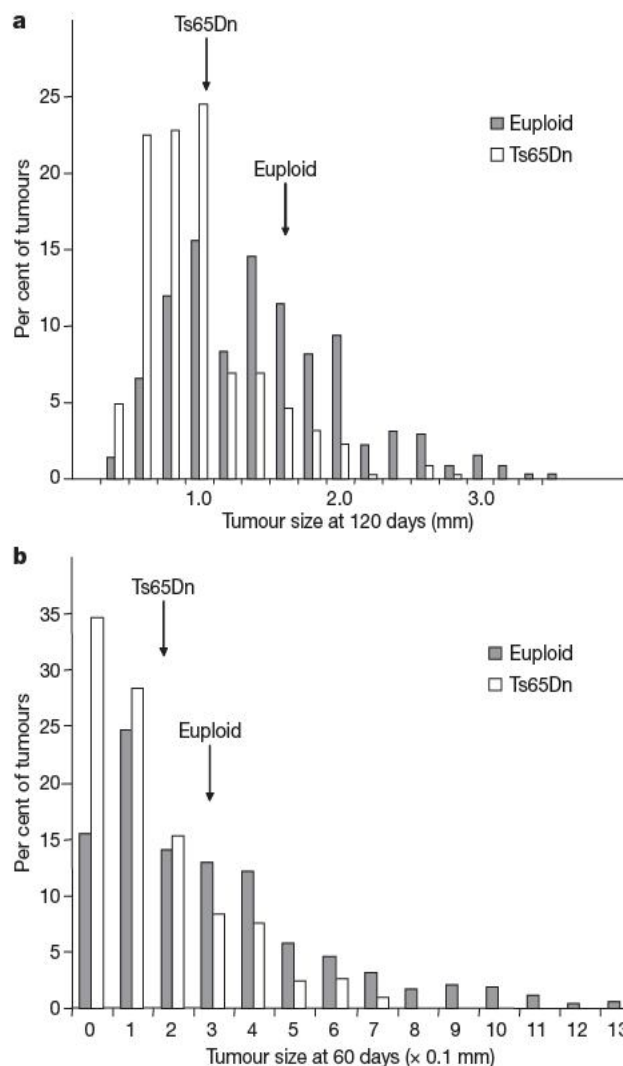 a
Ts65Dn
25
Euploid
Ts65Dn
20
Euploid
15
10
5
0
Per cent of tumours
1.0 2.0 3.0
Tumour size at 120 days (mm)
b
Ts65Dn
35
Euploid
Ts65Dn
30
Euploid
25
20
15
10
5
0
Per cent of tumours
0 1 2 3 4 5 6 7 8 9 10 11 12 13
Tumour size at 60 days (× 0.1 mm)